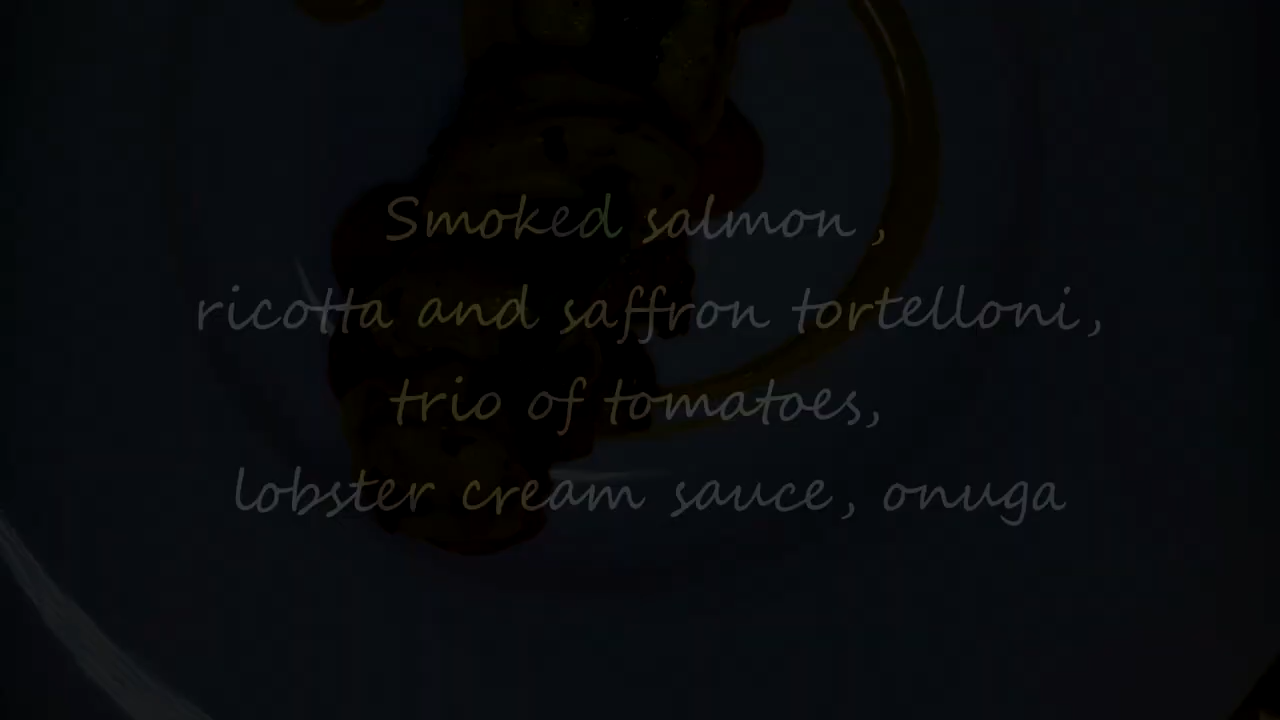 Smoked salmon,
ricotta and saffron tortelloni,
trio of tomatoes,
lobster cream sauce, onuga